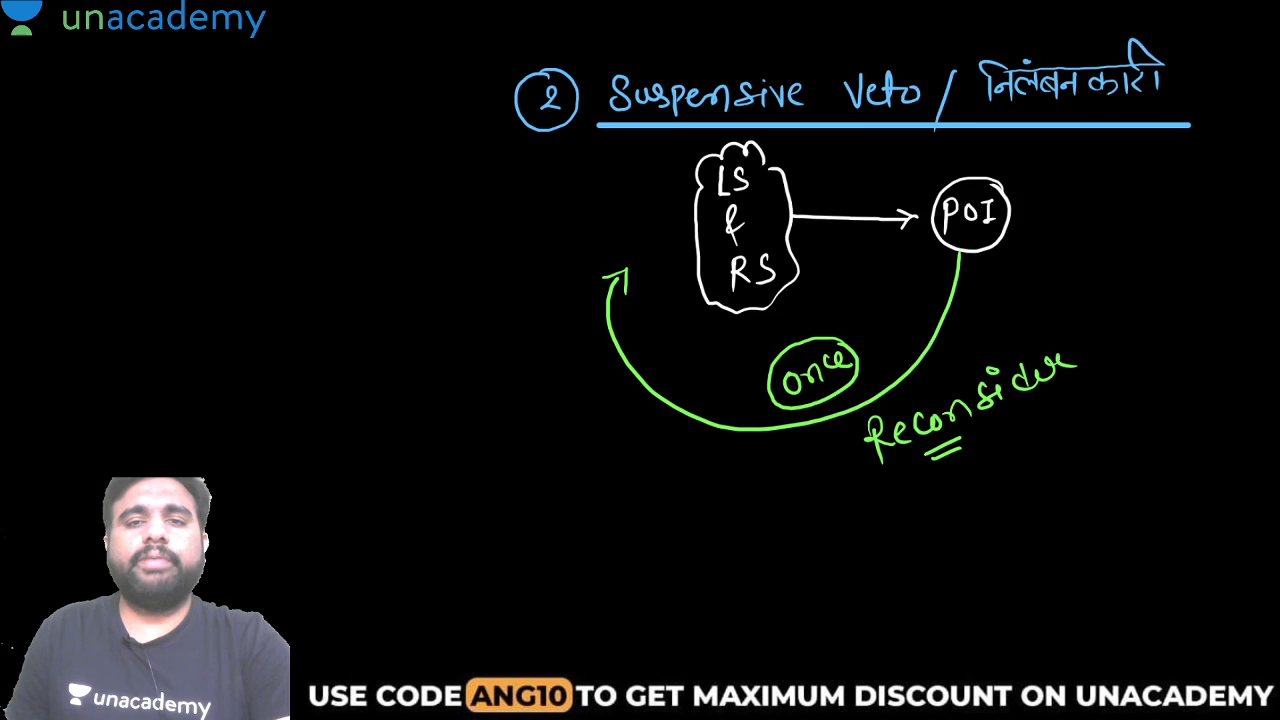 unacademy
2 Suspensive Veto / निलंबनकारी
LS
&
RS
POI
once
Reconsider
unacademy
USE CODE ANG10 TO GET MAXIMUM DISCOUNT ON UNACADEMY